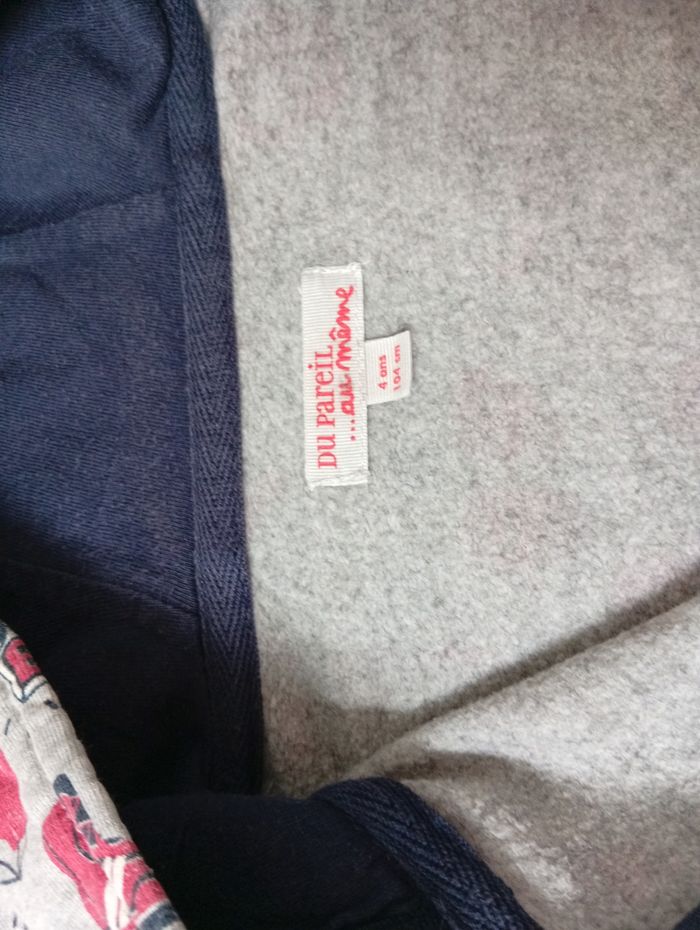 DU PAREIL
...au même
4 ans
104 cm